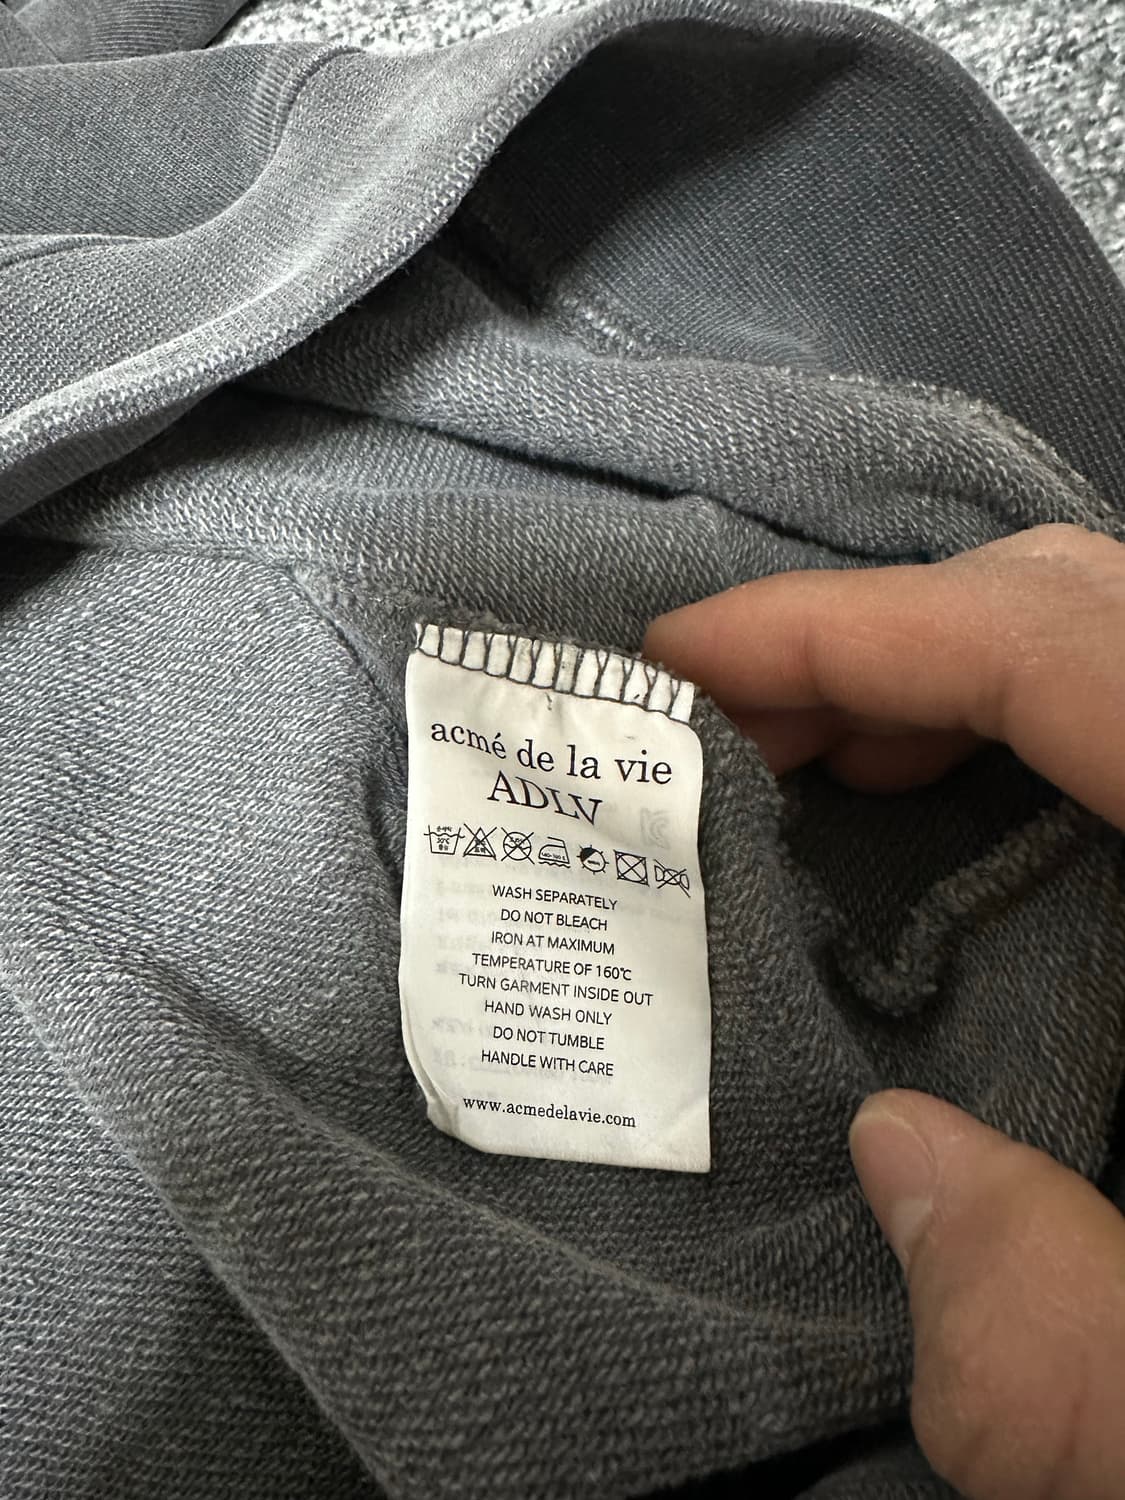 acmé de la vie
ADLV
WASH SEPARATELY
DO NOT BLEACH
IRON AT MAXIMUM
TEMPERATURE OF 160℃
TURN GARMENT INSIDE OUT
HAND WASH ONLY
DO NOT TUMBLE
HANDLE WITH CARE
www.acmedelavie.com